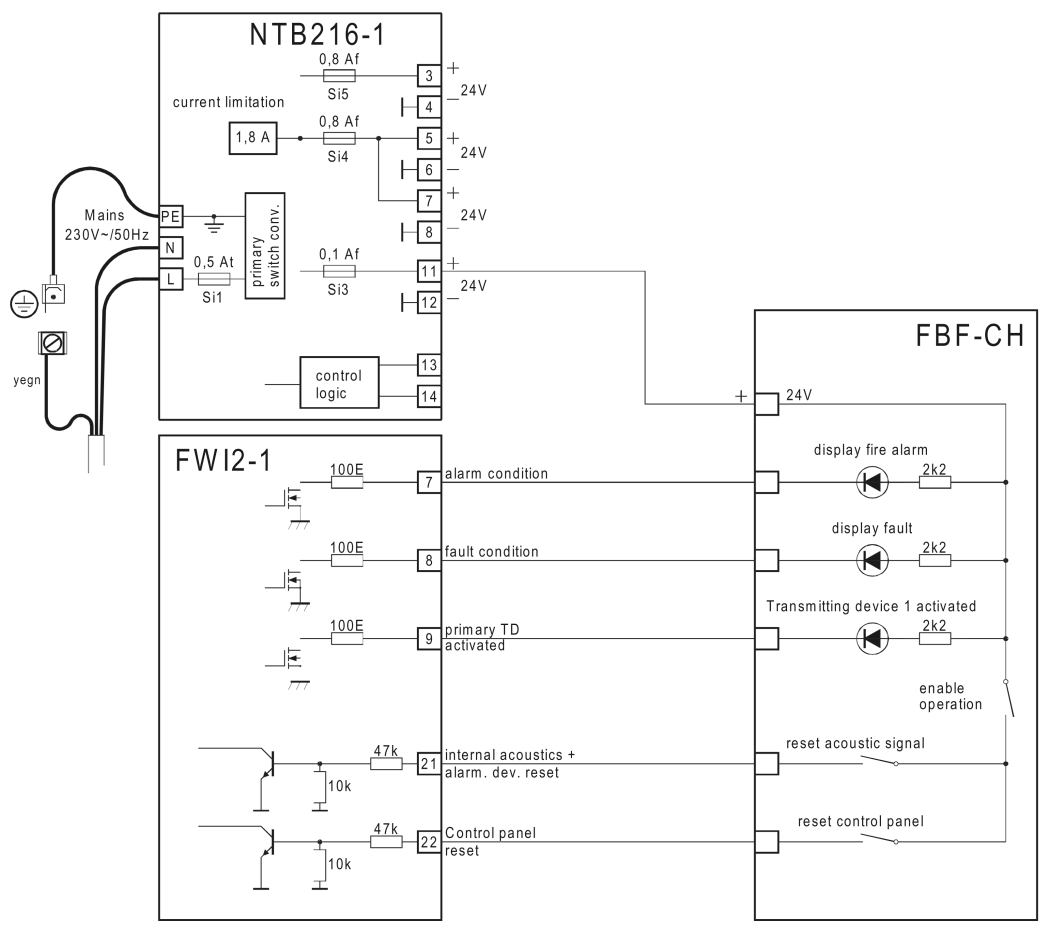 NTB216-1
0,8 Af
Si5
3
+
24V
4
−
current limitation
1,8 A
0,8 Af
Si4
5
+
24V
6
−
7
+
24V
8
−
Mains
230V~/50Hz
PE
N
L
0,5 At
Si1
primary
switch conv.
0,1 Af
Si3
11
+
24V
12
−
yegn
control
logic
13
14
FBF-CH
+
24V
FWI2-1
100E
7
alarm condition
display fire alarm
2k2
100E
8
fault condition
display fault
2k2
100E
9
primary TD
activated
Transmitting device 1 activated
2k2
enable
operation
47k
10k
21
internal acoustics +
alarm. dev. reset
reset acoustic signal
47k
10k
22
Control panel
reset
reset control panel